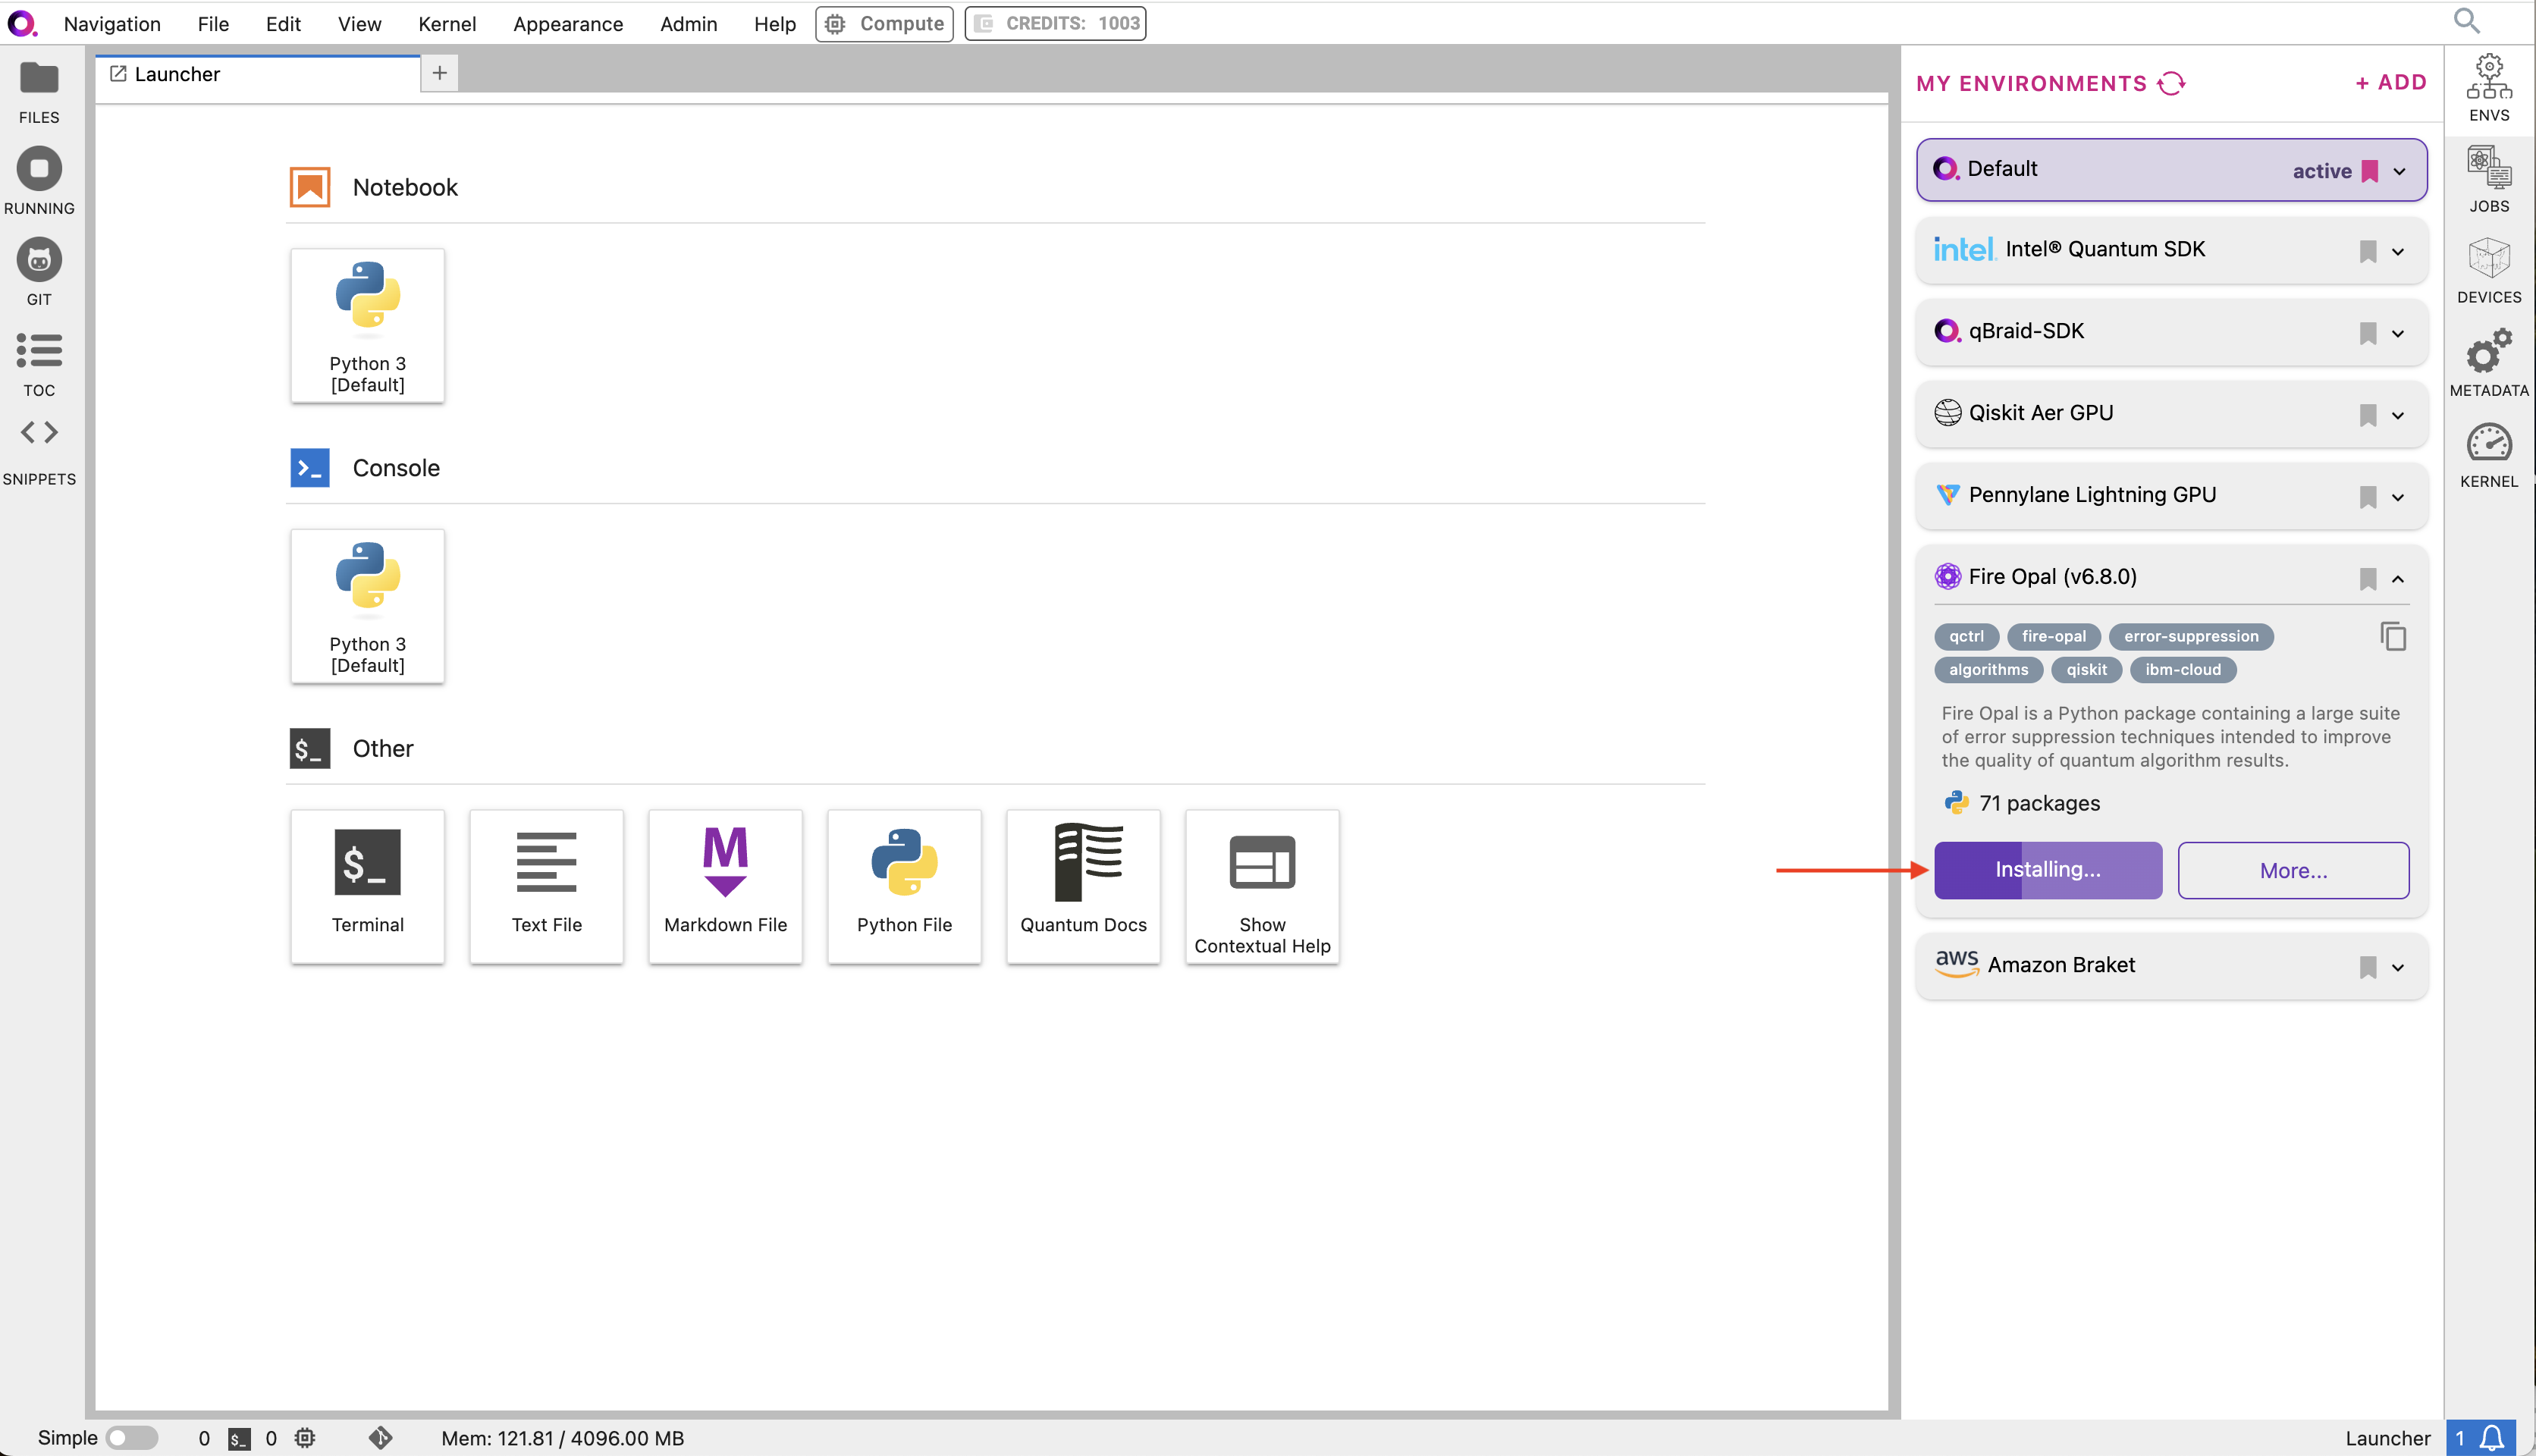 Navigation File Edit View Kernel Appearance Admin Help Compute CREDITS: 1003
FILES
RUNNING
GIT
TOC
SNIPPETS
Launcher
Notebook
Python 3
[Default]
Console
Python 3
[Default]
Other
$_
Terminal
Text File
Markdown File
Python File
Quantum Docs
Show
Contextual Help
MY ENVIRONMENTS + ADD
Default active
intel Intel® Quantum SDK
qBraid-SDK
Qiskit Aer GPU
Pennylane Lightning GPU
Fire Opal (v6.8.0)
qctrl fire-opal error-suppression
algorithms qiskit ibm-cloud
Fire Opal is a Python package containing a large suite
of error suppression techniques intended to improve
the quality of quantum algorithm results.
71 packages
Installing... More...
aws Amazon Braket
ENVS
JOBS
DEVICES
METADATA
KERNEL
Simple 0 $_ 0 Mem: 121.81 / 4096.00 MB Launcher 1